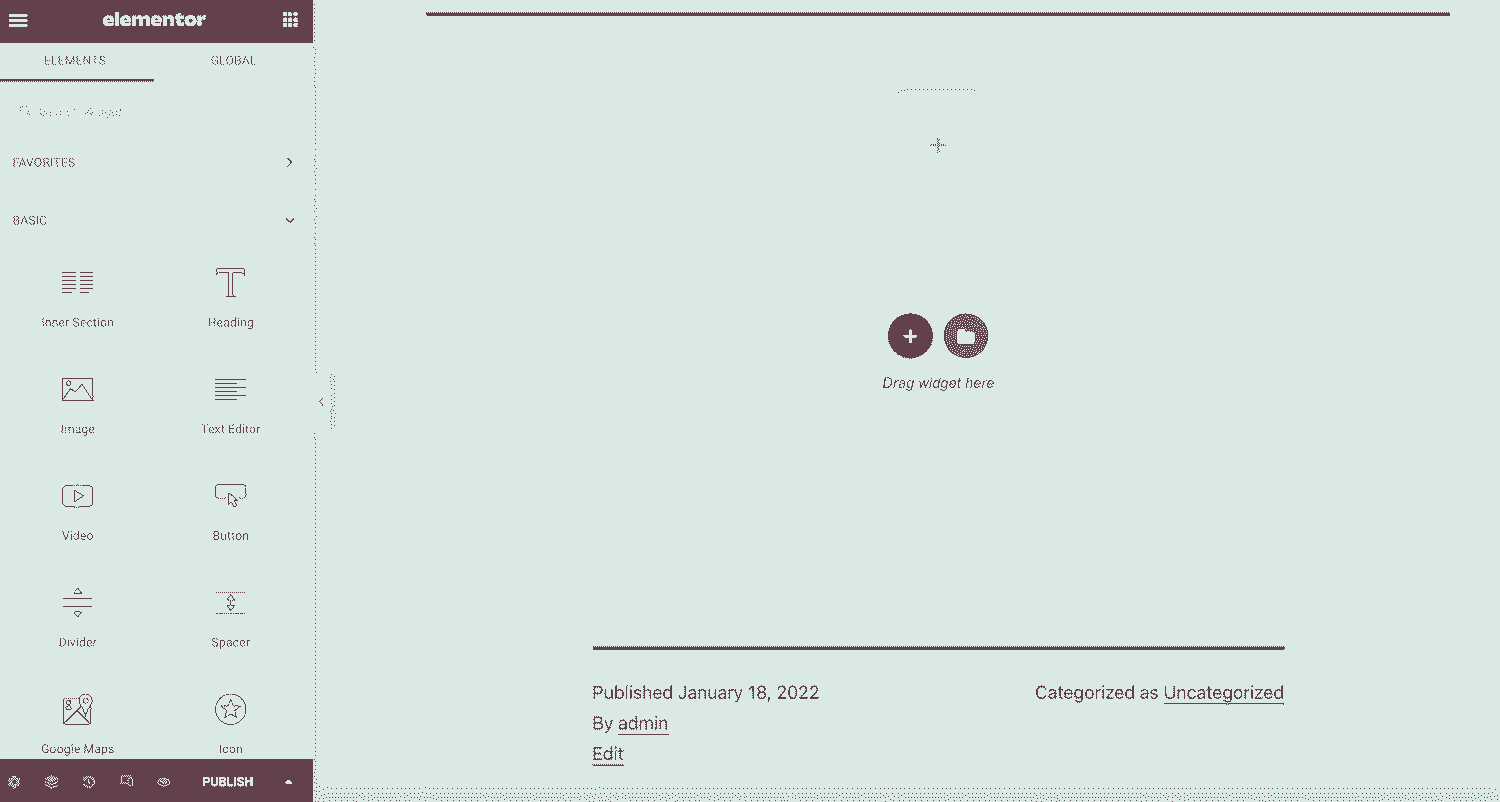 elementor
ELEMENTS GLOBAL
Search Widget
FAVORITES
BASIC
Inner Section Heading
Image Text Editor
Video Button
Divider Spacer
Google Maps Icon
PUBLISH
Drag widget here
Published January 18, 2022
By admin
Edit
Categorized as Uncategorized